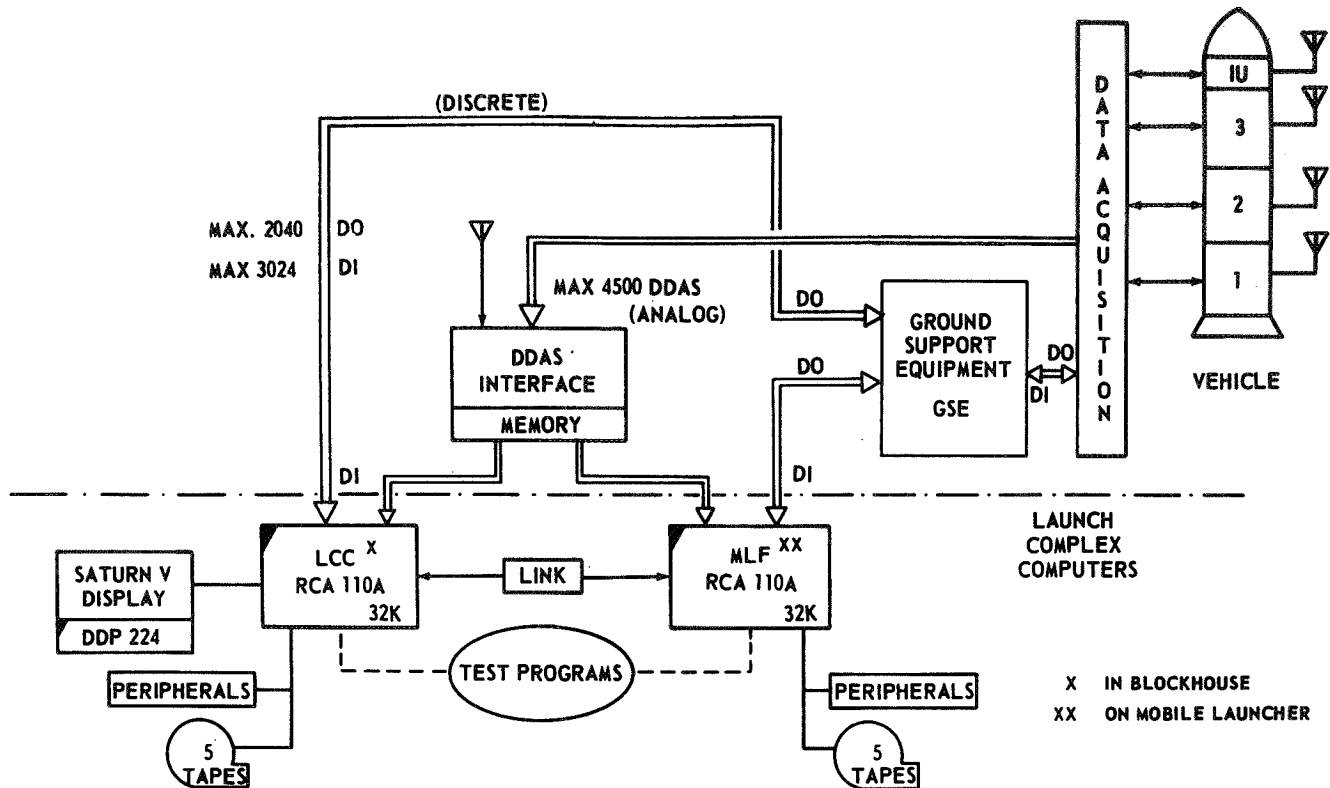 (DISCRETE)
MAX. 2040 DO
MAX 3024 DI
MAX 4500 DDAS
(ANALOG)
DDAS
INTERFACE
MEMORY
DO
DO
DI
DI
GROUND
SUPPORT
EQUIPMENT
GSE
DO
DI
DATA ACQUISITION
IU
3
2
1
VEHICLE
LAUNCH
COMPLEX
COMPUTERS
SATURN V
DISPLAY
DDP 224
LCC X
RCA 110A
32K
LINK
MLF XX
RCA 110A
32K
TEST PROGRAMS
PERIPHERALS
5
TAPES
PERIPHERALS
5
TAPES
X IN BLOCKHOUSE
XX ON MOBILE LAUNCHER